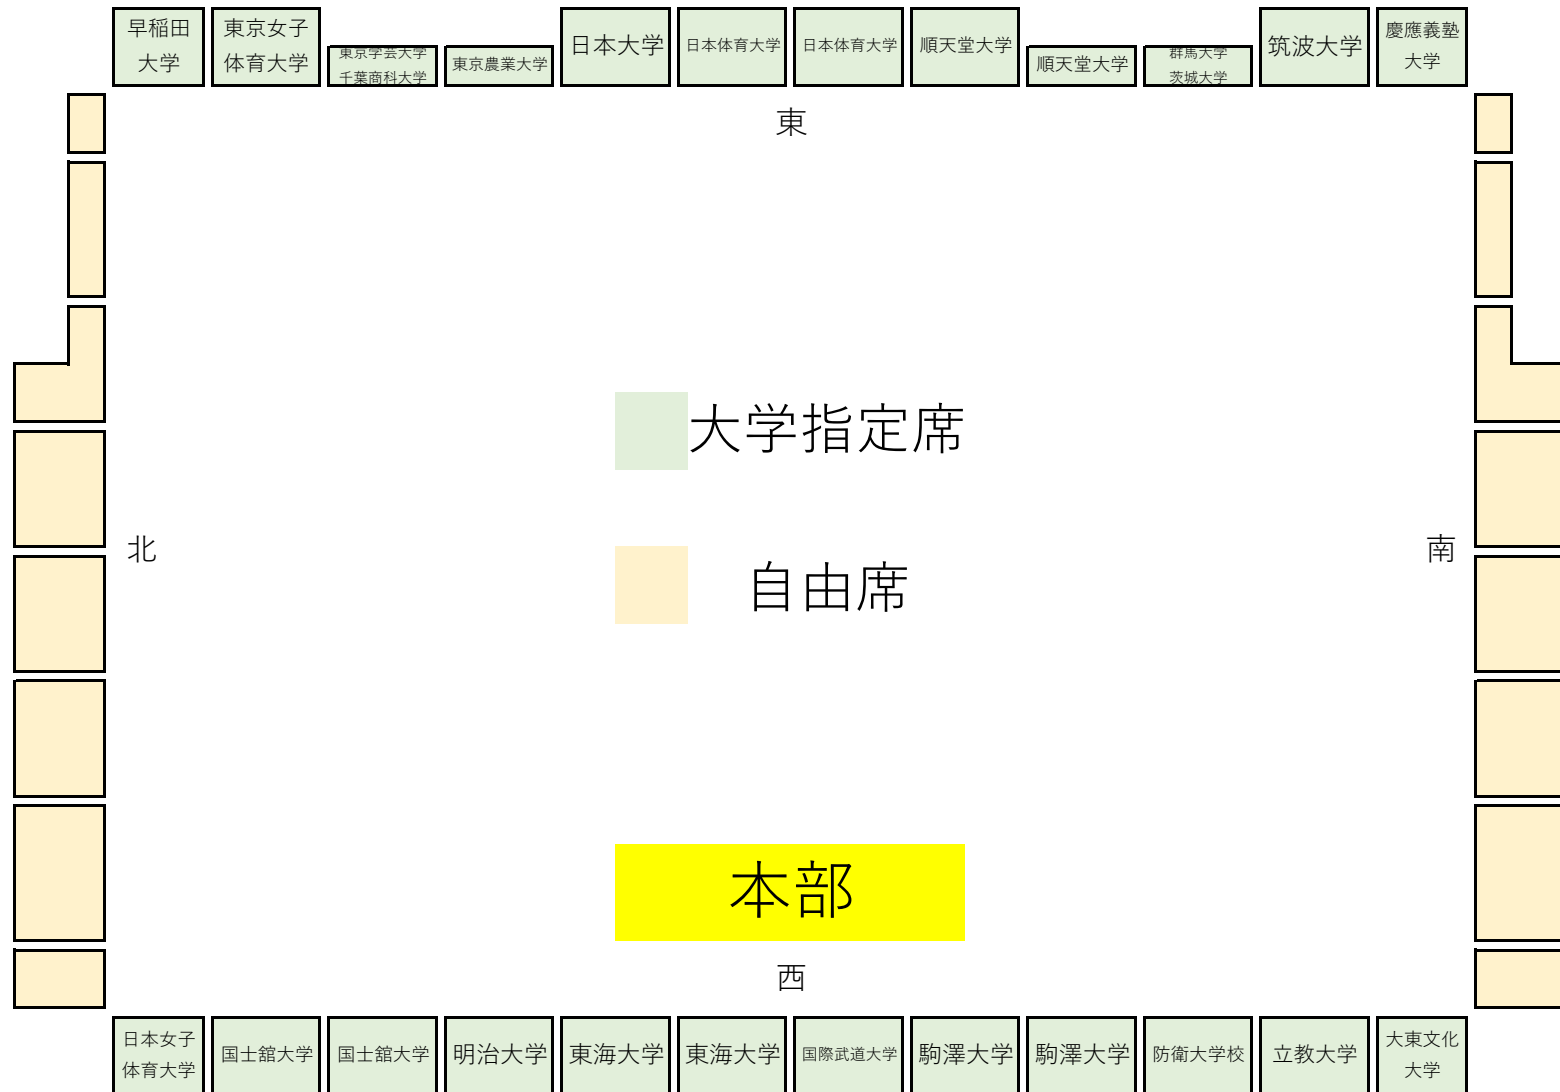 早稲田
大学
東京女子
体育大学
東京学芸大学
千葉商科大学
東京農業大学
日本大学
日本体育大学
日本体育大学
順天堂大学
順天堂大学
群馬大学
茨城大学
筑波大学
慶應義塾
大学
東
大学指定席
北
南
自由席
本部
西
日本女子
体育大学
国士舘大学
国士舘大学
明治大学
東海大学
東海大学
国際武道大学
駒澤大学
駒澤大学
防衛大学校
立教大学
大東文化
大学